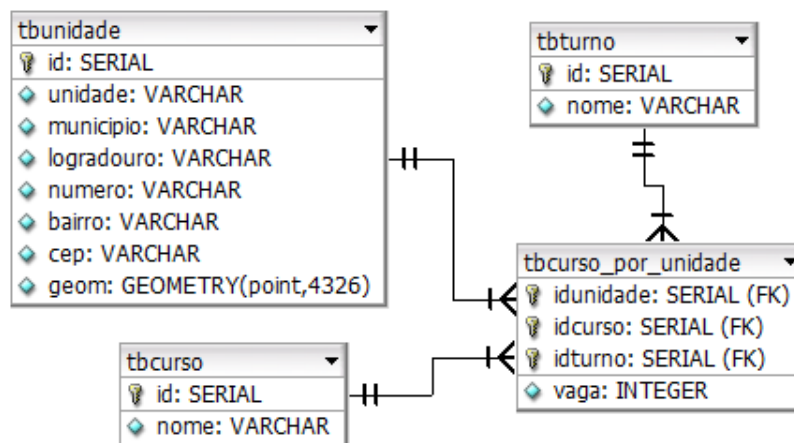 tbunidade
id: SERIAL
unidade: VARCHAR
municipio: VARCHAR
logradouro: VARCHAR
numero: VARCHAR
bairro: VARCHAR
cep: VARCHAR
geom: GEOMETRY(point,4326)
tbturno
id: SERIAL
nome: VARCHAR
tbcurso_por_unidade
idunidade: SERIAL (FK)
idcurso: SERIAL (FK)
idturno: SERIAL (FK)
vaga: INTEGER
tbcurso
id: SERIAL
nome: VARCHAR